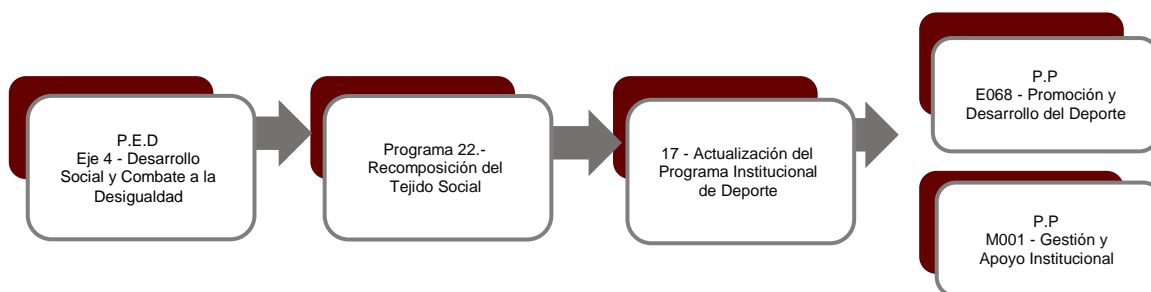 P.E.D
Eje 4 - Desarrollo
Social y Combate a la
Desigualdad
Programa 22.-
Recomposición del
Tejido Social
17 - Actualización del
Programa Institucional
de Deporte
P.P
E068 - Promoción y
Desarrollo del Deporte
P.P
M001 - Gestión y
Apoyo Institucional